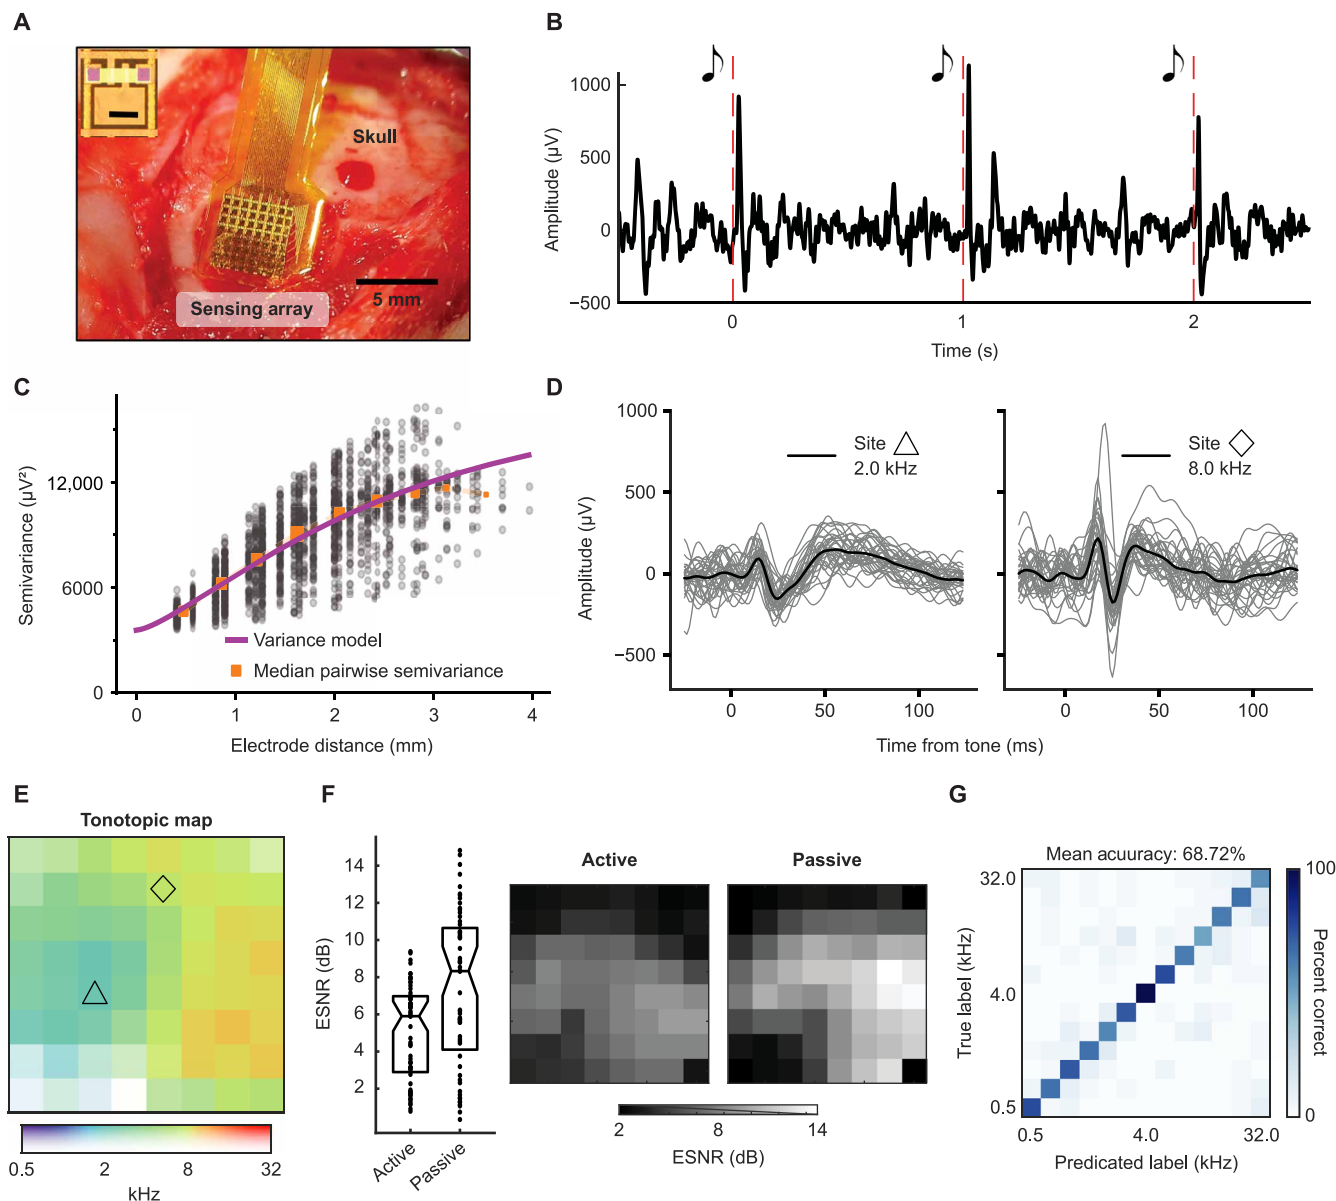 A
Skull
5 mm
Sensing array
B
1000
500
0
−500
Amplitude (µV)
0
1
2
Time (s)
C
12,000
6000
0
Semivariance (µV²)
Variance model
Median pairwise semivariance
0
1
2
3
4
Electrode distance (mm)
D
1000
500
0
−500
Amplitude (µV)
Site
2.0 kHz
Site
8.0 kHz
0
50
100
0
50
100
Time from tone (ms)
E
Tonotopic map
0.5
2
8
32
kHz
F
14
12
10
8
6
4
2
ESNR (dB)
Active
Passive
Active
Passive
2
8
14
ESNR (dB)
G
Mean acuuracy: 68.72%
32.0
4.0
0.5
True label (kHz)
0.5
4.0
32.0
Predicated label (kHz)
100
0
Percent correct